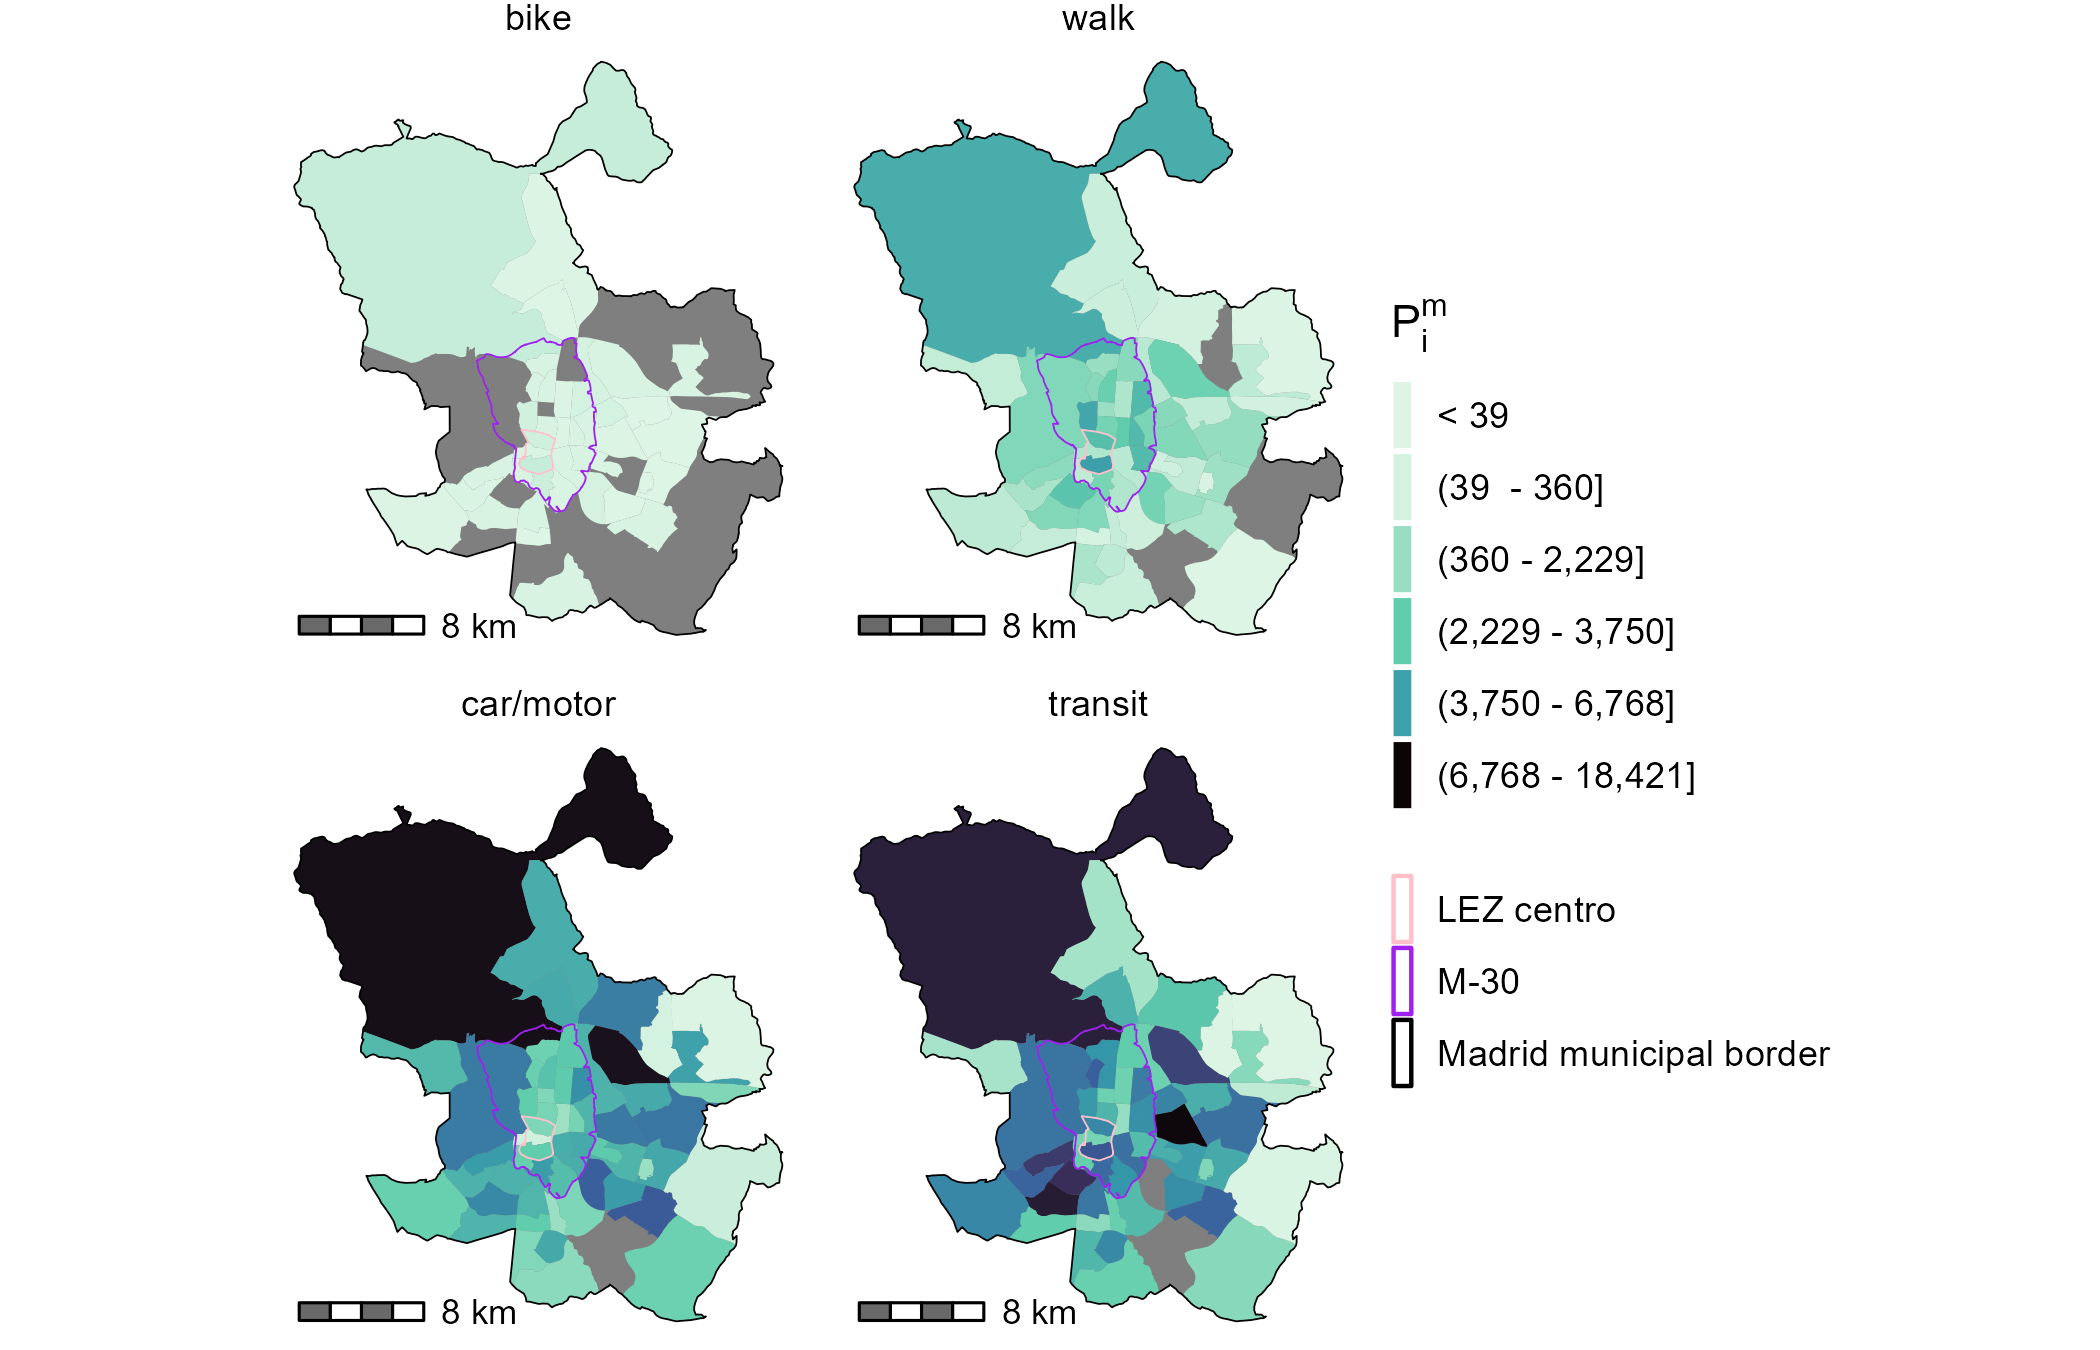 bike
walk
8 km
8 km
car/motor
transit
8 km
8 km
P_i^m
< 39
(39  - 360]
(360 - 2,229]
(2,229 - 3,750]
(3,750 - 6,768]
(6,768 - 18,421]
LEZ centro
M-30
Madrid municipal border